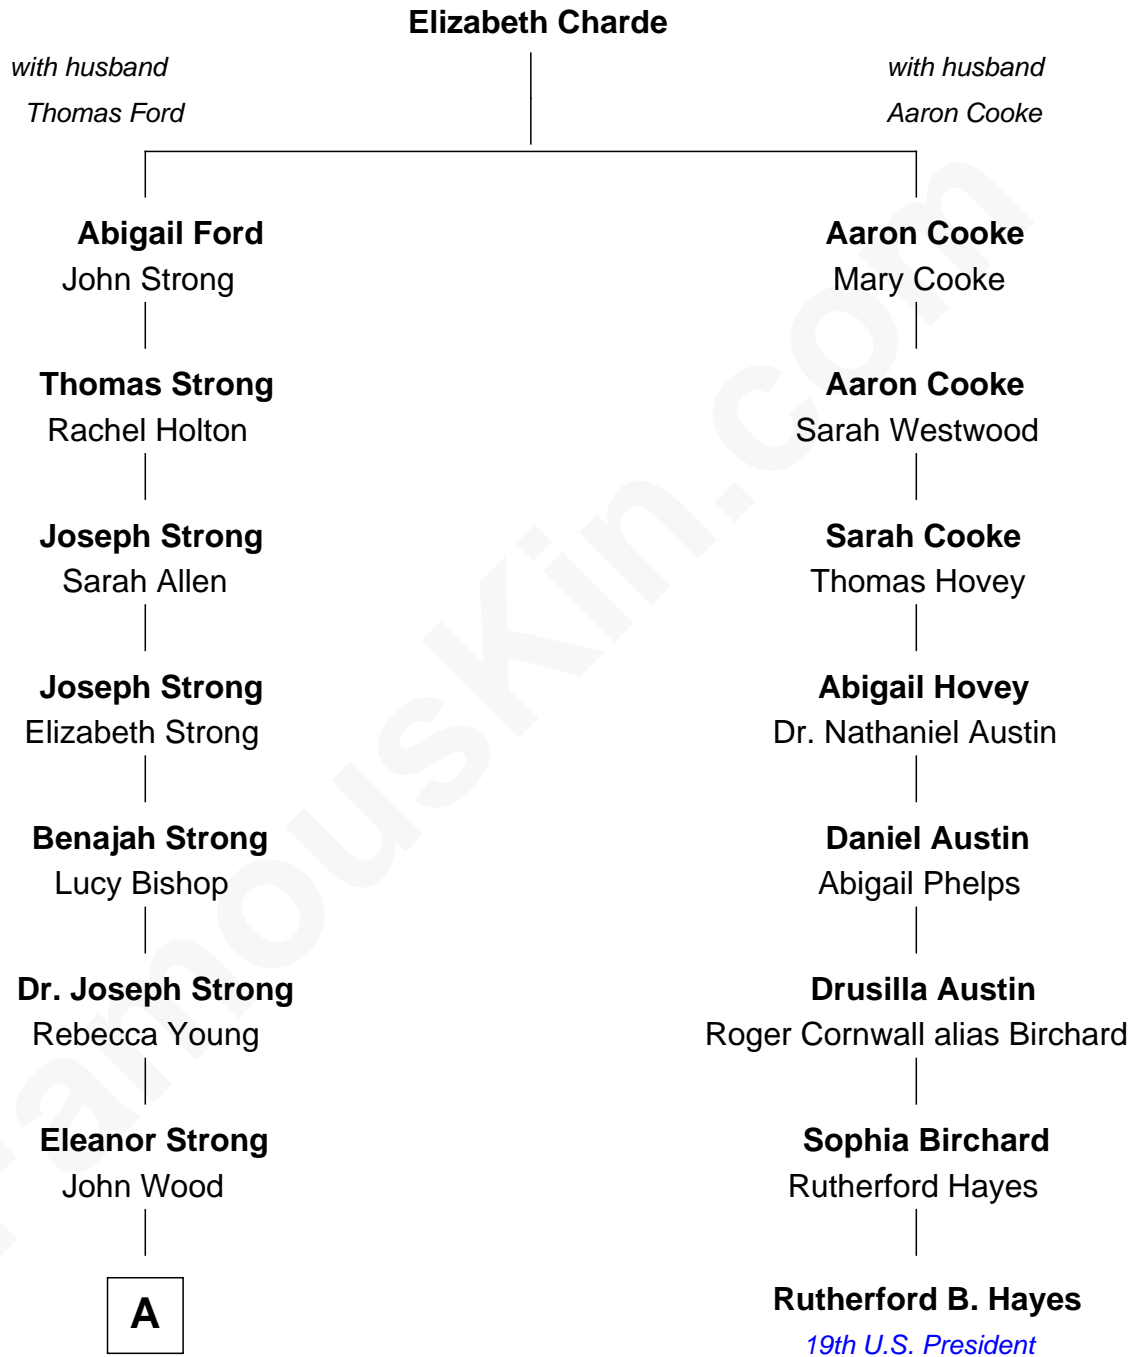 Elizabeth Charde
with husband
Thomas Ford
with husband
Aaron Cooke
Abigail Ford
John Strong
Aaron Cooke
Mary Cooke
Thomas Strong
Rachel Holton
Aaron Cooke
Sarah Westwood
Joseph Strong
Sarah Allen
Sarah Cooke
Thomas Hovey
Joseph Strong
Elizabeth Strong
Abigail Hovey
Dr. Nathaniel Austin
Benajah Strong
Lucy Bishop
Daniel Austin
Abigail Phelps
Dr. Joseph Strong
Rebecca Young
Drusilla Austin
Roger Cornwall alias Birchard
Eleanor Strong
John Wood
Sophia Birchard
Rutherford Hayes
A
Rutherford B. Hayes
19th U.S. President
FamousKin.com